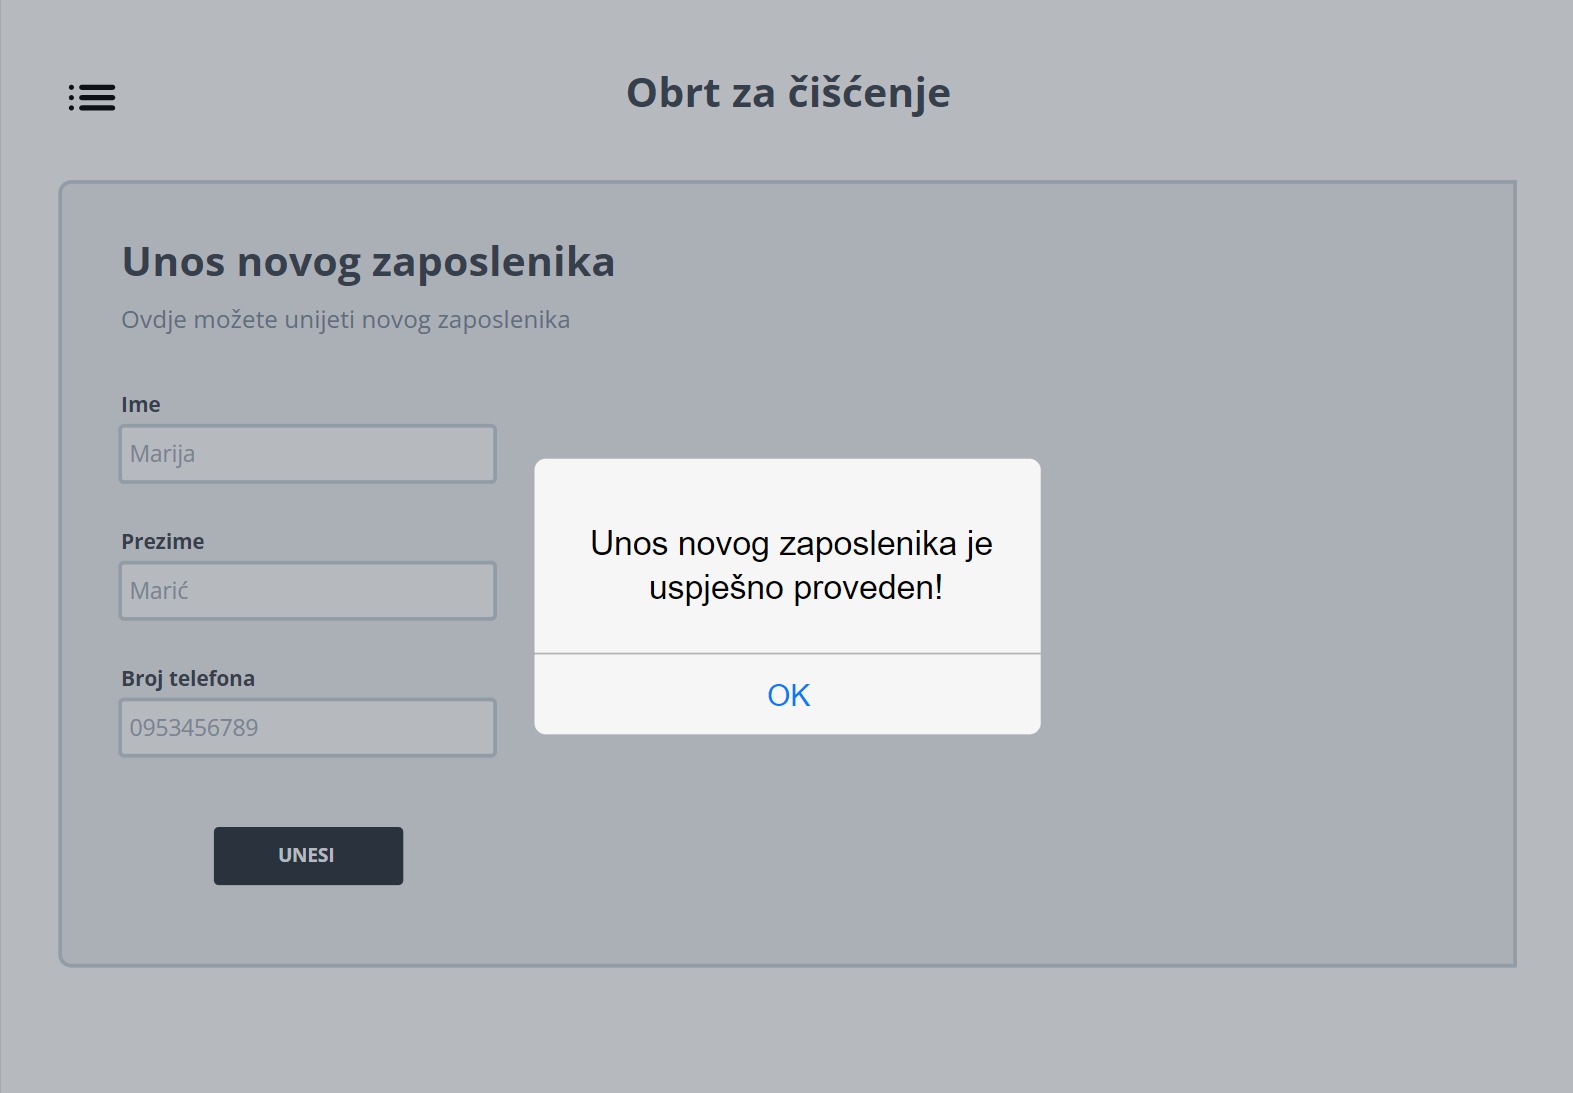 Obrt za čišćenje
Unos novog zaposlenika
Ovdje možete unijeti novog zaposlenika
Ime
Marija
Prezime
Marić
Broj telefona
0953456789
UNESI
Unos novog zaposlenika je
uspješno proveden!
OK